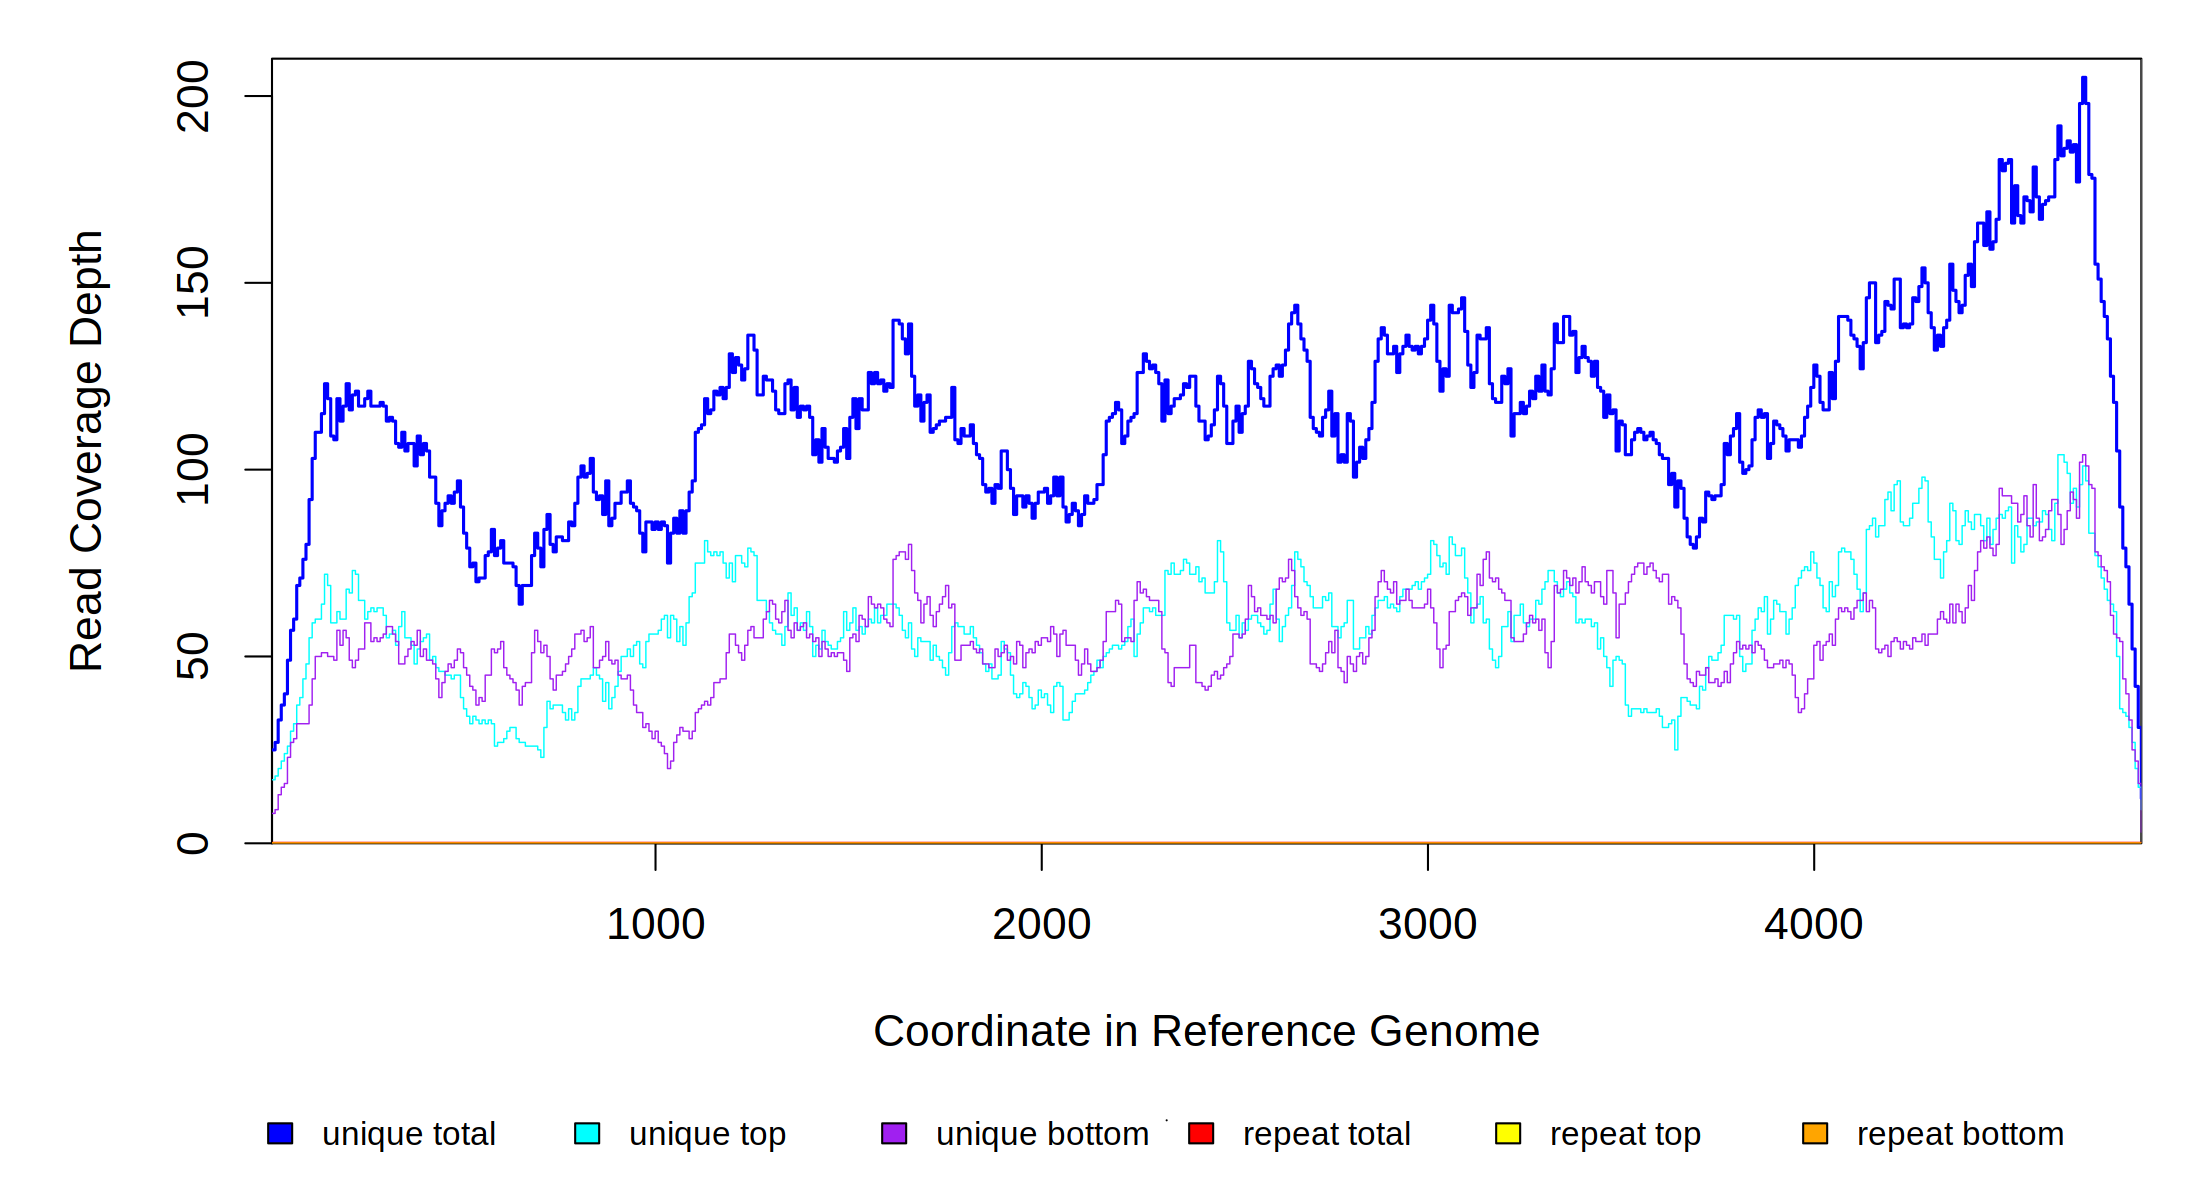 200
150
100
50
0
Read Coverage Depth
1000 2000 3000 4000
Coordinate in Reference Genome
unique total unique top unique bottom repeat total repeat top repeat bottom